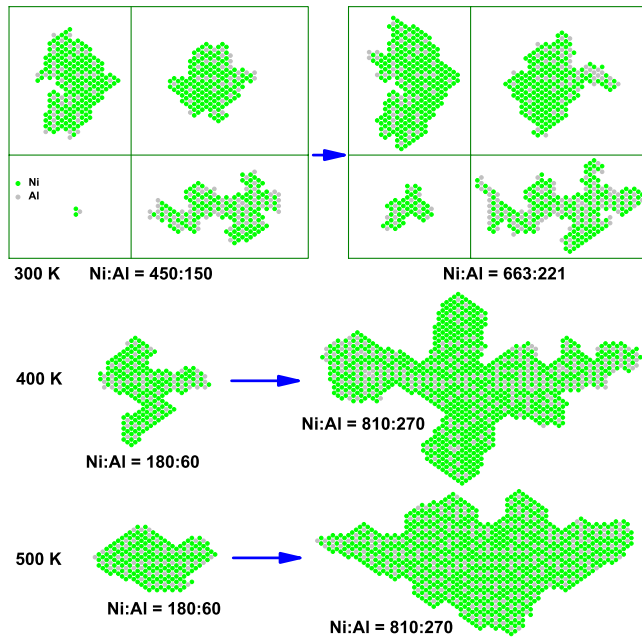 Ni
Al
300 K
Ni:Al = 450:150
Ni:Al = 663:221
400 K
Ni:Al = 180:60
Ni:Al = 810:270
500 K
Ni:Al = 180:60
Ni:Al = 810:270